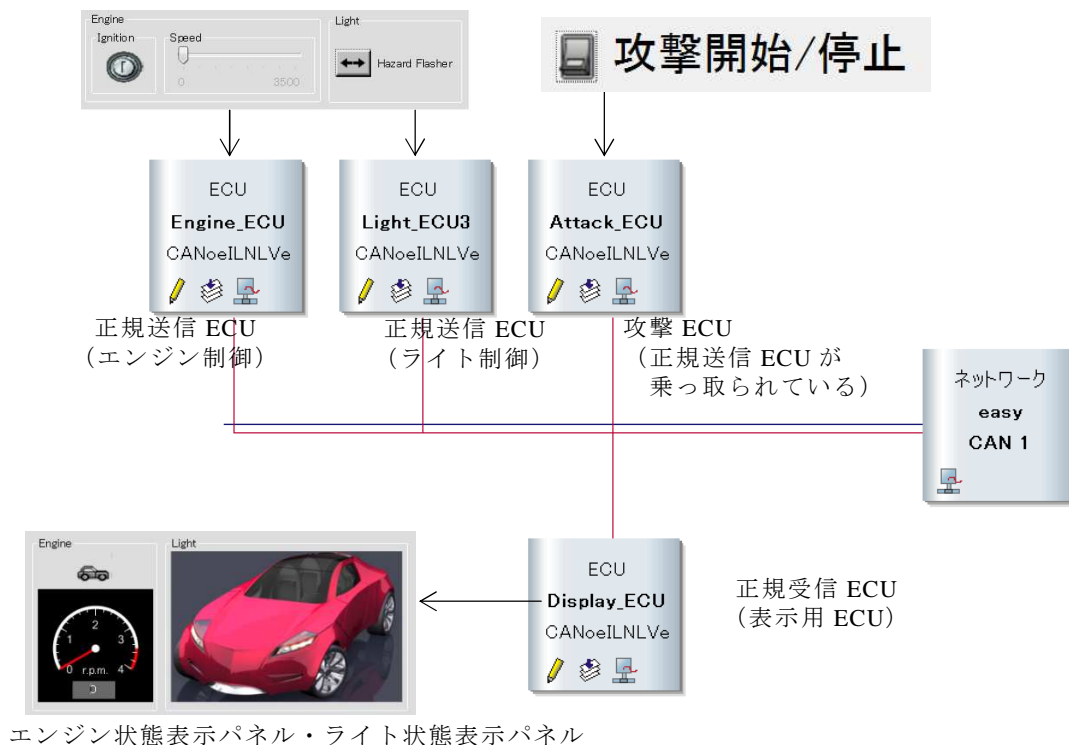 Engine
Ignition
Speed
0
3500
Light
Hazard Flasher
攻撃開始/停止
ECU
Engine_ECU
CANoeILNLVe
ECU
Light_ECU3
CANoeILNLVe
ECU
Attack_ECU
CANoeILNLVe
正規送信 ECU
（エンジン制御）
正規送信 ECU
（ライト制御）
攻撃 ECU
（正規送信 ECU が
乗っ取られている）
ネットワーク
easy
CAN 1
Engine
Light
0
1
2
3
4
r.p.m.
ECU
Display_ECU
CANoeILNLVe
正規受信 ECU
（表示用 ECU）
エンジン状態表示パネル・ライト状態表示パネル